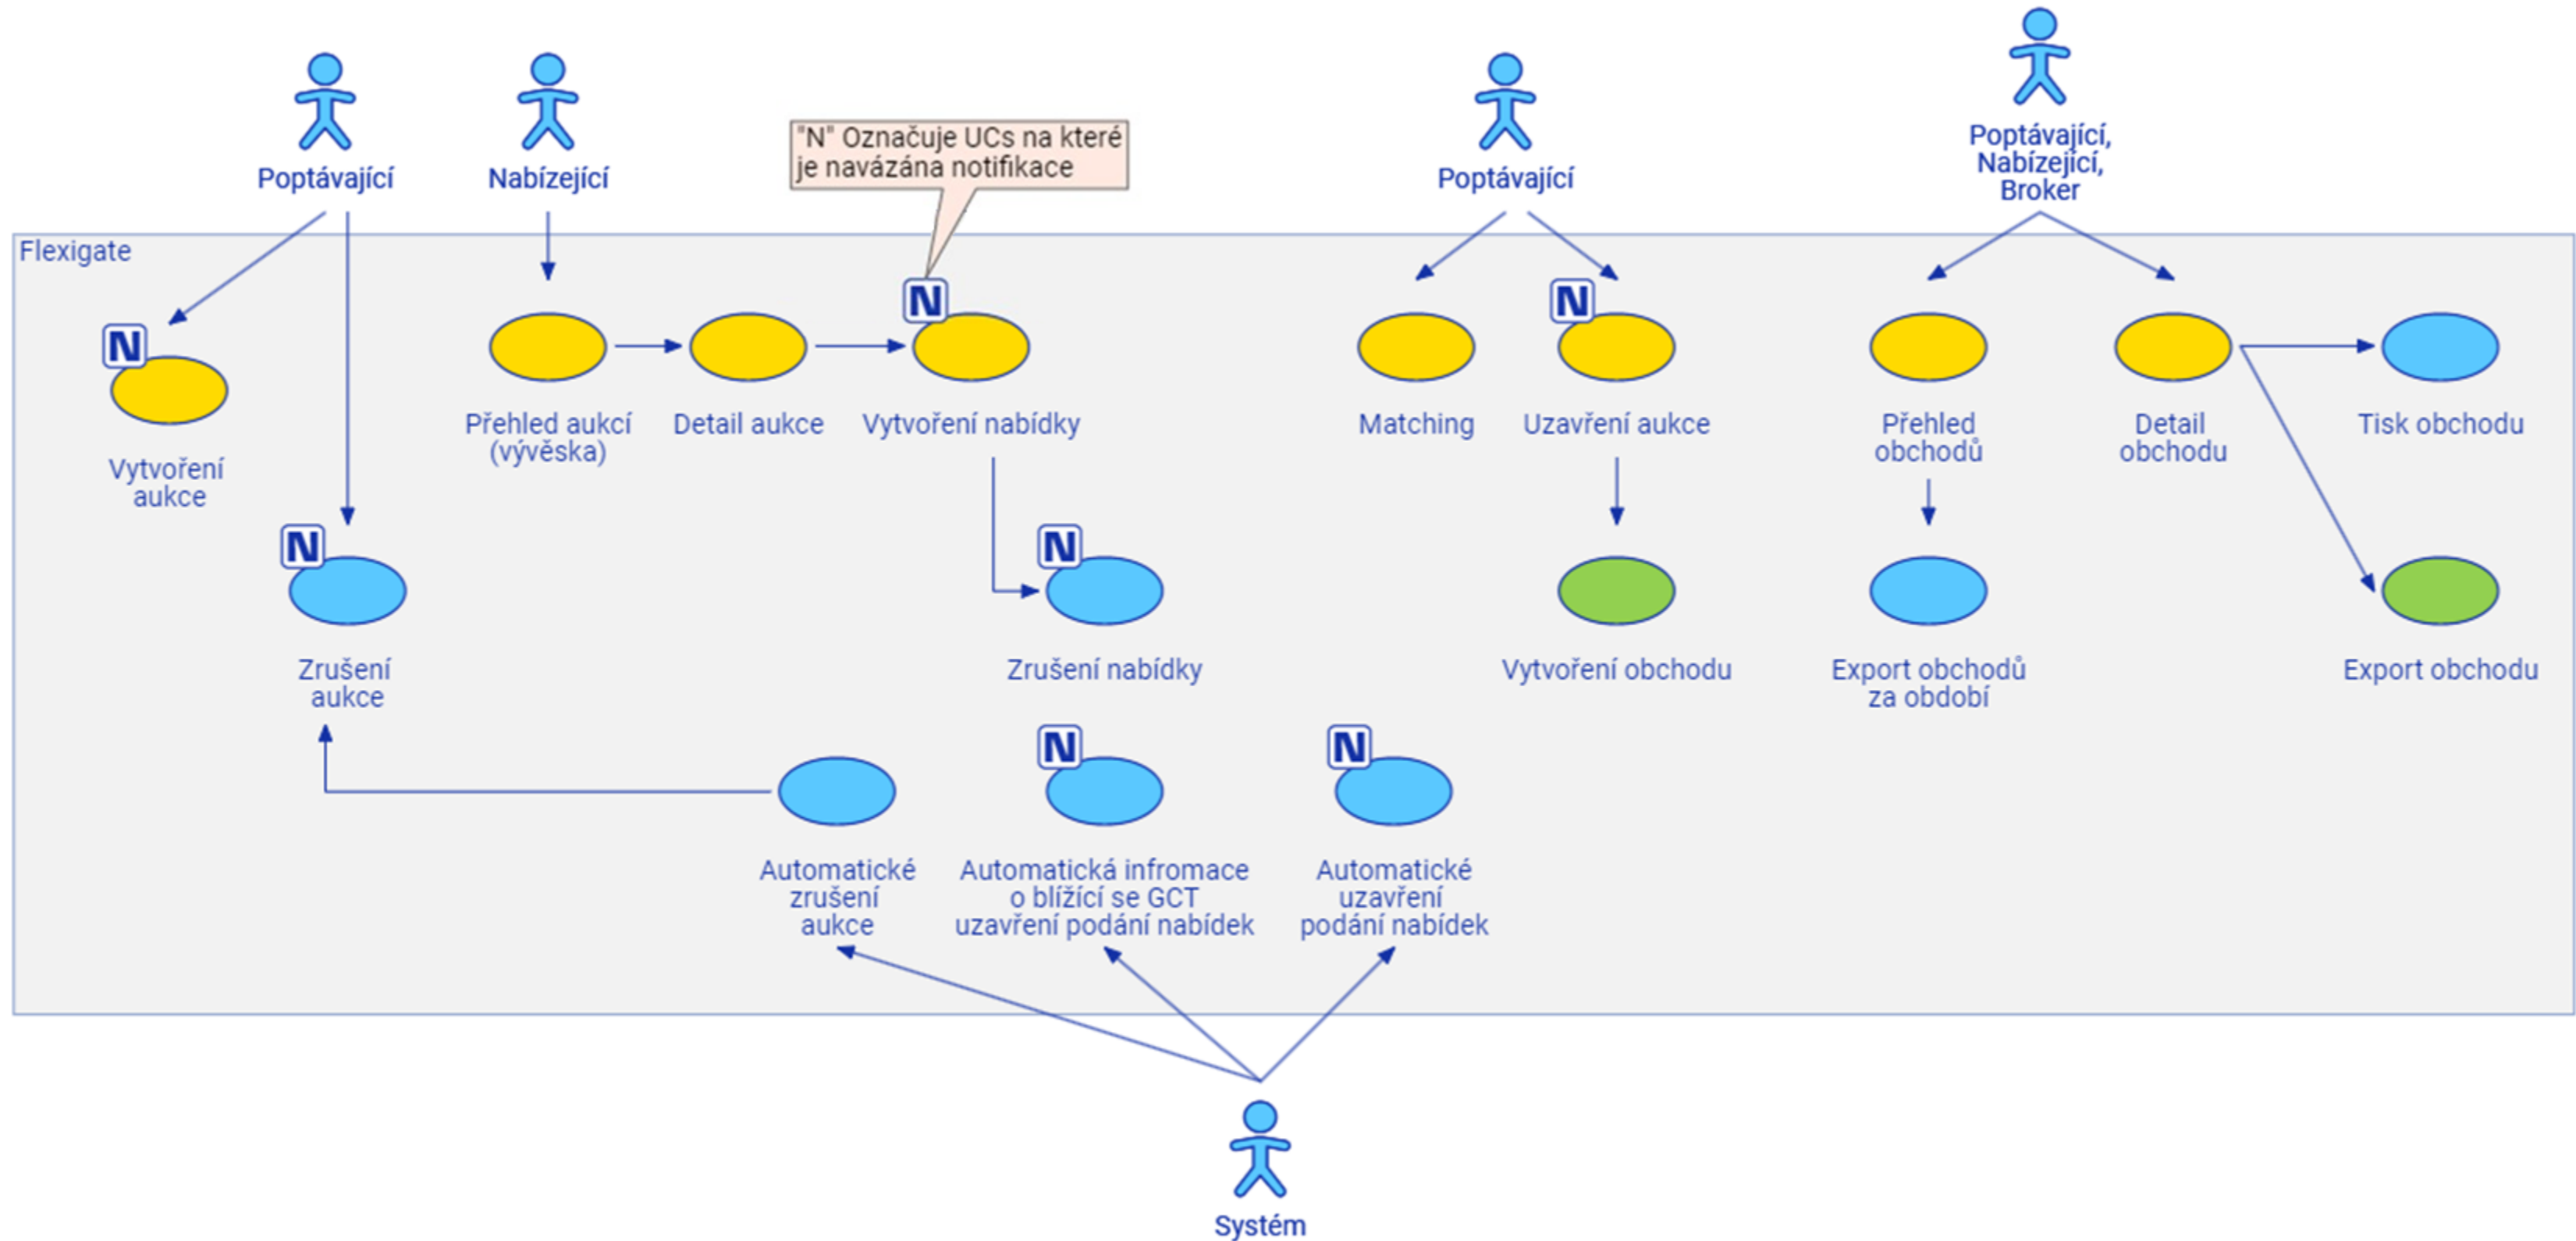 Poptávající
Nabízející
"N" Označuje UCs na které
je navázána notifikace
Poptávající
Poptávající,
Nabízející,
Broker
Flexigate
N
Vytvoření
aukce
N
Zrušení
aukce
Přehled aukcí
(vývěska)
Detail aukce
N
Vytvoření nabídky
N
Zrušení nabídky
Matching
N
Uzavření aukce
Vytvoření obchodu
Přehled
obchodů
Export obchodů
za období
Detail
obchodu
Tisk obchodu
Export obchodu
Automatické
zrušení
aukce
N
Automatická infromace
o blížící se GCT
uzavření podání nabídek
N
Automatické
uzavření
podání nabídek
Systém